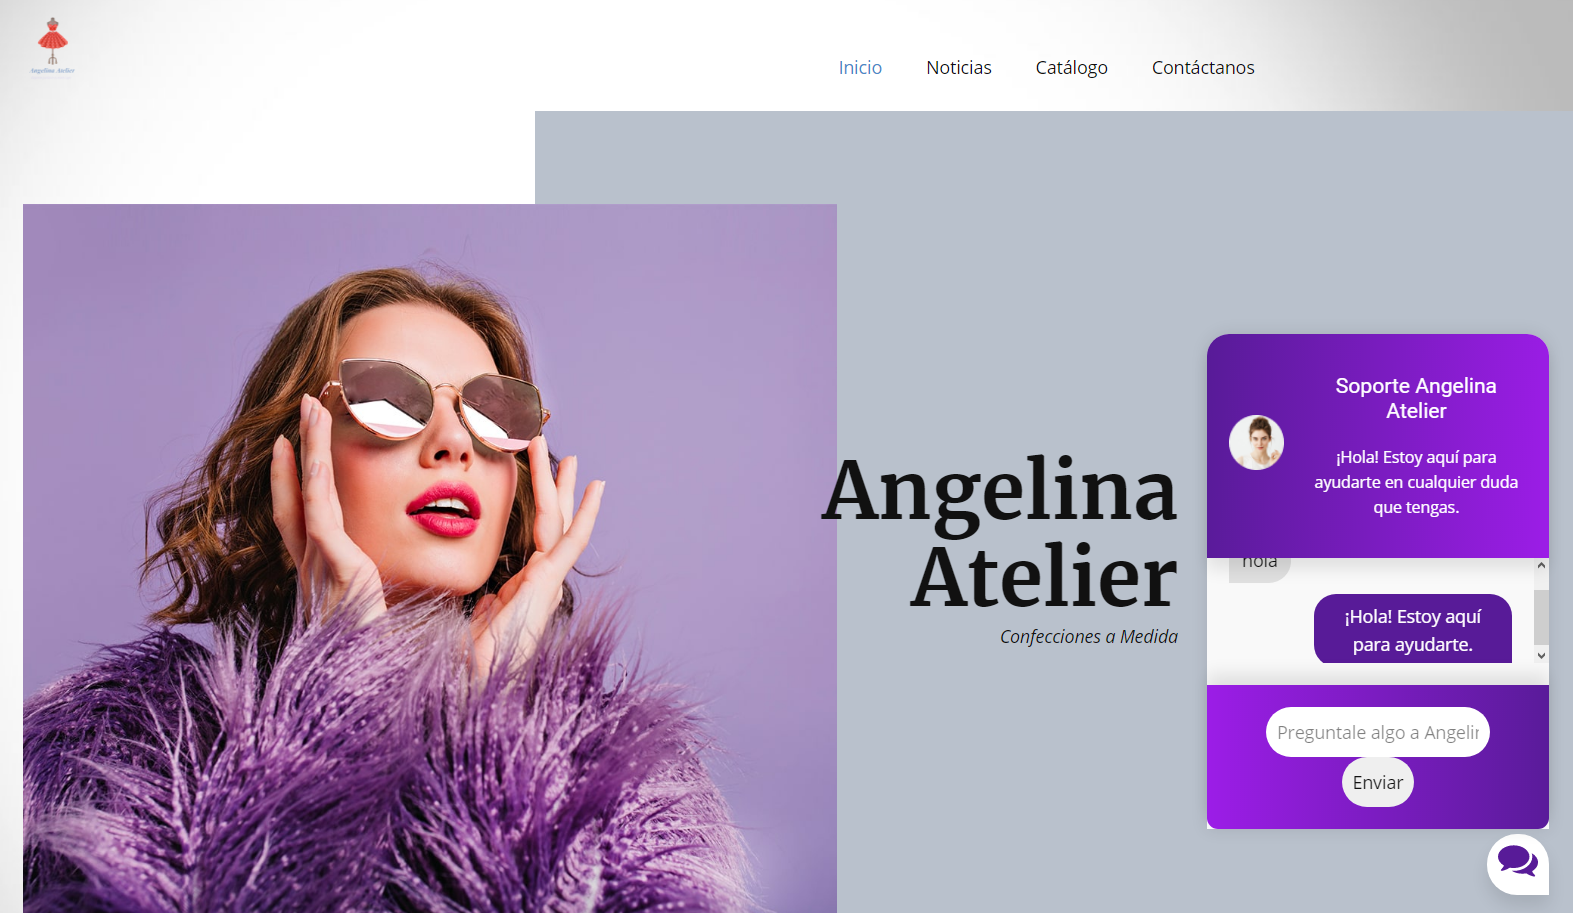 Angelina Atelier
Inicio
Noticias
Catálogo
Contáctanos
Angelina
Atelier
Confecciones a Medida
Soporte Angelina
Atelier
¡Hola! Estoy aquí para
ayudarte en cualquier duda
que tengas.
hola
¡Hola! Estoy aquí
para ayudarte.
Preguntale algo a Angelin
Enviar